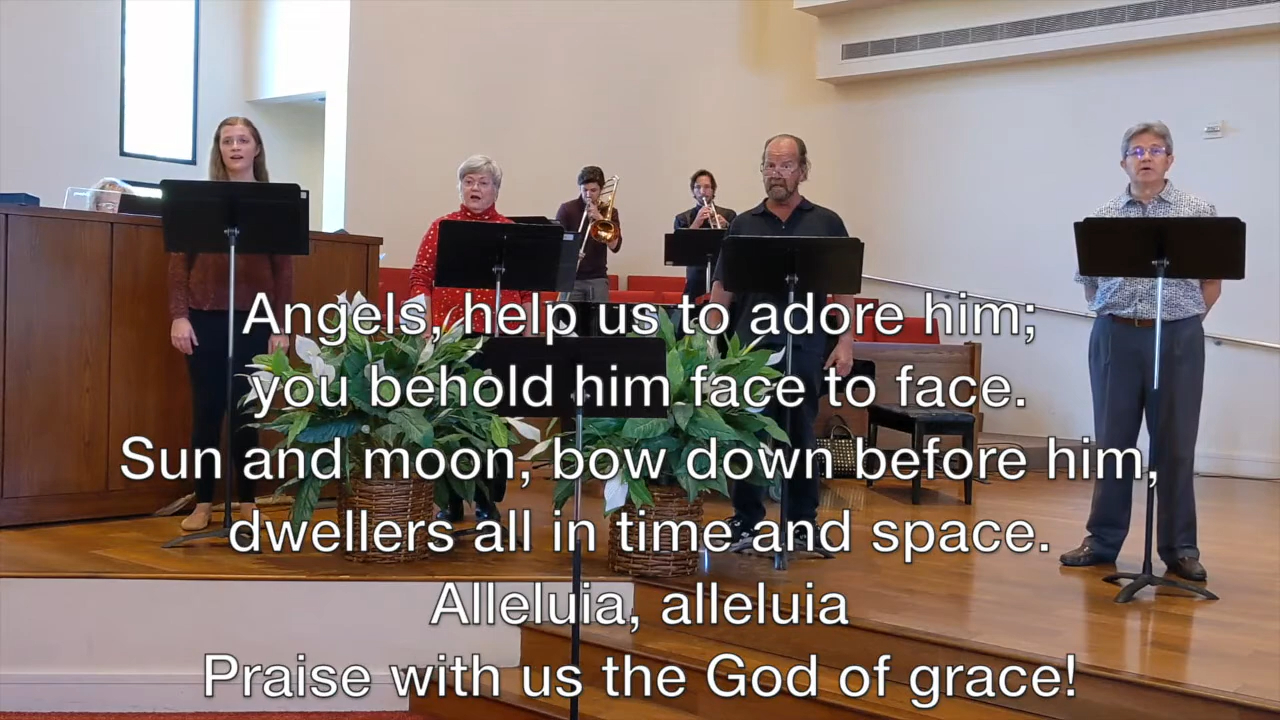 Angels, help us to adore him;
you behold him face to face.
Sun and moon, bow down before him,
dwellers all in time and space.
Alleluia, alleluia
Praise with us the God of grace!